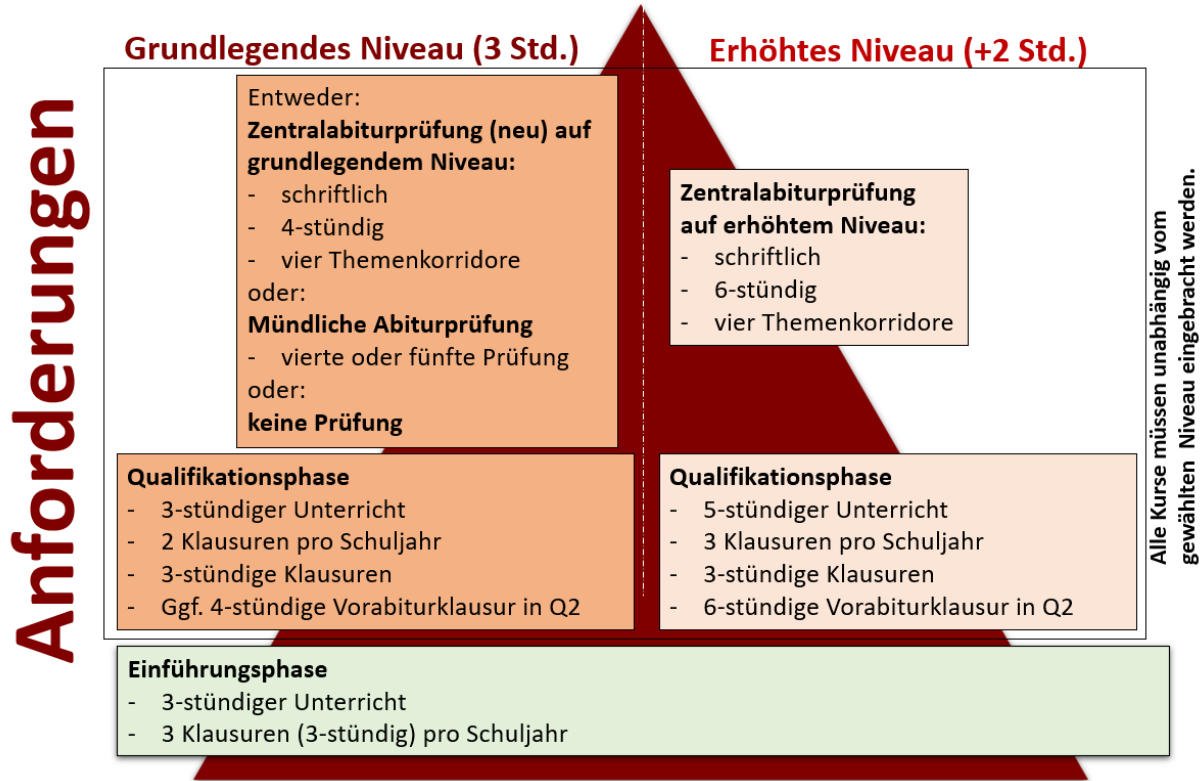 Anforderungen
Grundlegendes Niveau (3 Std.)
Entweder:
Zentralabiturprüfung (neu) auf
grundlegendem Niveau:
- schriftlich
- 4-stündig
- vier Themenkorridore
oder:
Mündliche Abiturprüfung
- vierte oder fünfte Prüfung
oder:
keine Prüfung
Qualifikationsphase
- 3-stündiger Unterricht
- 2 Klausuren pro Schuljahr
- 3-stündige Klausuren
- Ggf. 4-stündige Vorabiturklausur in Q2
Erhöhtes Niveau (+2 Std.)
Zentralabiturprüfung
auf erhöhtem Niveau:
- schriftlich
- 6-stündig
- vier Themenkorridore
Qualifikationsphase
- 5-stündiger Unterricht
- 3 Klausuren pro Schuljahr
- 3-stündige Klausuren
- 6-stündige Vorabiturklausur in Q2
Alle Kurse müssen unabhängig vom
gewählten Niveau eingebracht werden.
Einführungsphase
- 3-stündiger Unterricht
- 3 Klausuren (3-stündig) pro Schuljahr